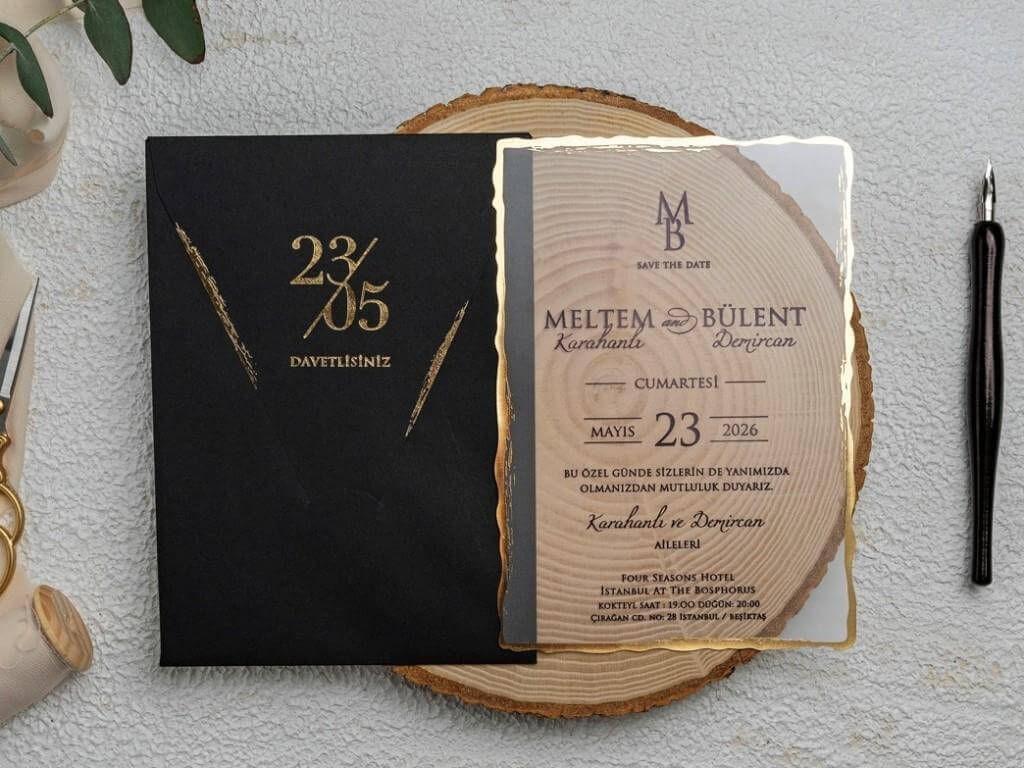 23/05
DAVETLİSİNİZ
MB
SAVE THE DATE
MELTEM and BÜLENT
Karahanlı Demircan
CUMARTESİ
MAYIS 23 2026
BU ÖZEL GÜNDE SİZLERİN DE YANIMIZDA
OLMANIZDAN MUTLULUK DUYARIZ.
Karahanlı ve Demircan
AİLELERİ
FOUR SEASONS HOTEL
İSTANBUL AT THE BOSPHORUS
KOKTEYL SAAT : 19.00 DÜĞÜN: 20:00
ÇIRAĞAN CD. NO: 28 İSTANBUL / BEŞİKTAŞ